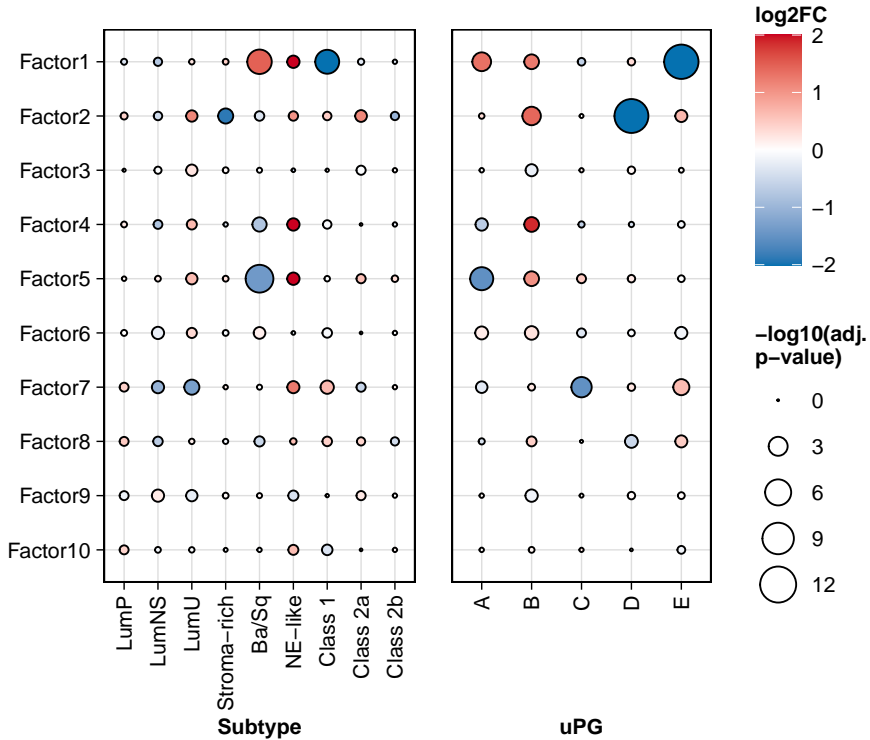 log2FC
2
1
0
−1
−2
Factor1
Factor2
Factor3
Factor4
Factor5
Factor6
Factor7
Factor8
Factor9
Factor10
−log10(adj.
p−value)
0
3
6
9
12
LumP
LumNS
LumU
Stroma−rich
Ba/Sq
NE−like
Class 1
Class 2a
Class 2b
A
B
C
D
E
Subtype
uPG